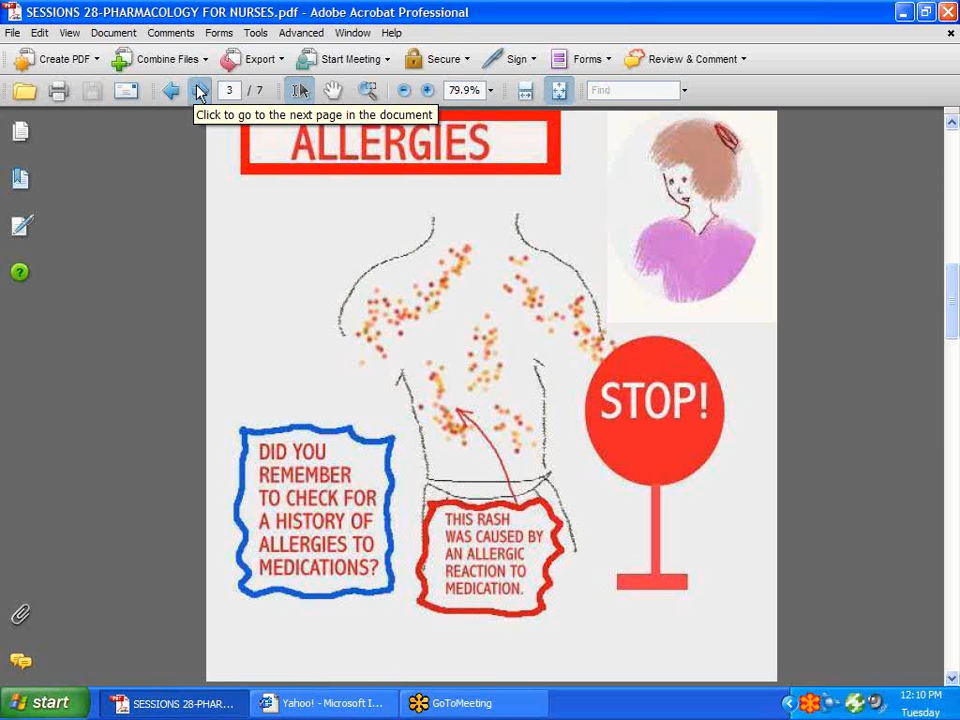 SESSIONS 28-PHARMACOLOGY FOR NURSES.pdf - Adobe Acrobat Professional
File Edit View Document Comments Forms Tools Advanced Window Help
Create PDF Combine Files Export Start Meeting Secure Sign Forms Review & Comment
3 / 7 79.9% Find
Click to go to the next page in the document
ALLERGIES
STOP!
DID YOU
REMEMBER
TO CHECK FOR
A HISTORY OF
ALLERGIES TO
MEDICATIONS?
THIS RASH
WAS CAUSED BY
AN ALLERGIC
REACTION TO
MEDICATION.
start SESSIONS 28-PHAR... Yahoo! - Microsoft I... GoToMeeting 12:10 PM
Tuesday